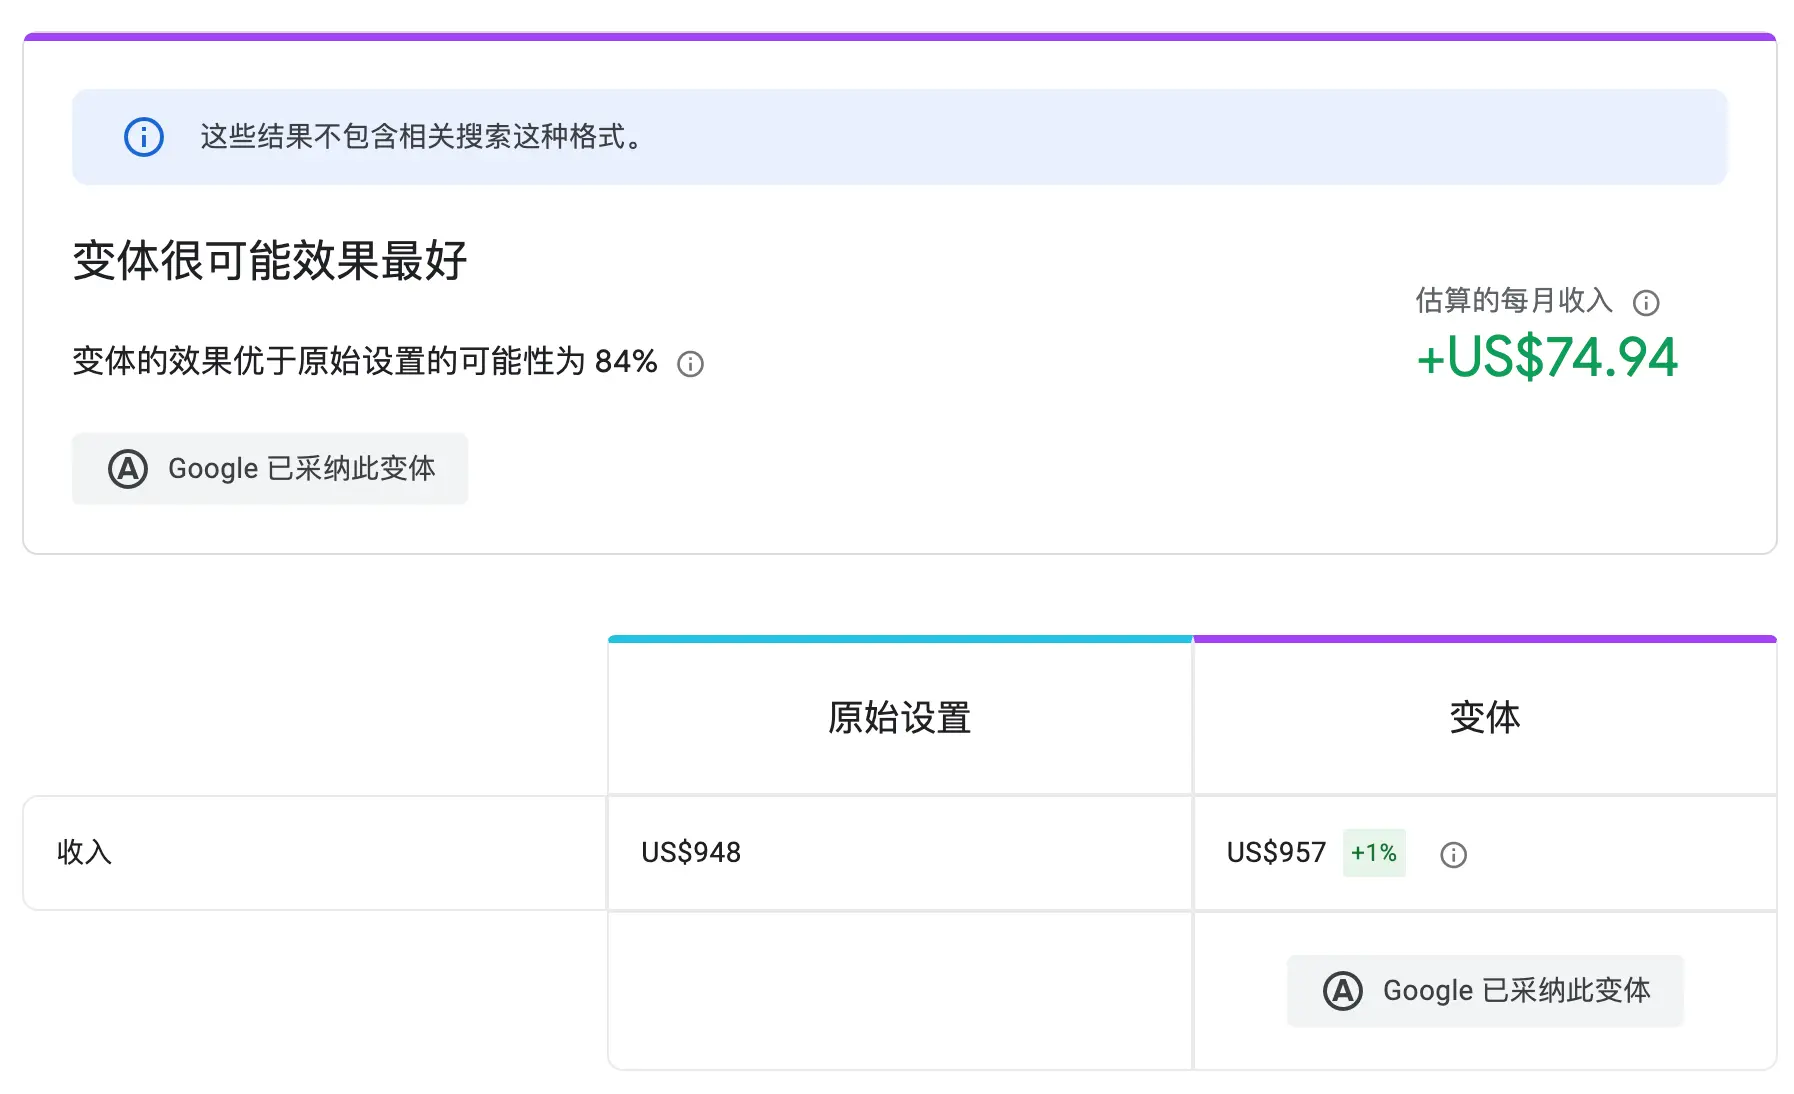 这些结果不包含相关搜索这种格式。
变体很可能效果最好
估算的每月收入
+US$74.94
变体的效果优于原始设置的可能性为 84%
Google 已采纳此变体
原始设置
变体
收入
US$948
US$957 +1%
Google 已采纳此变体